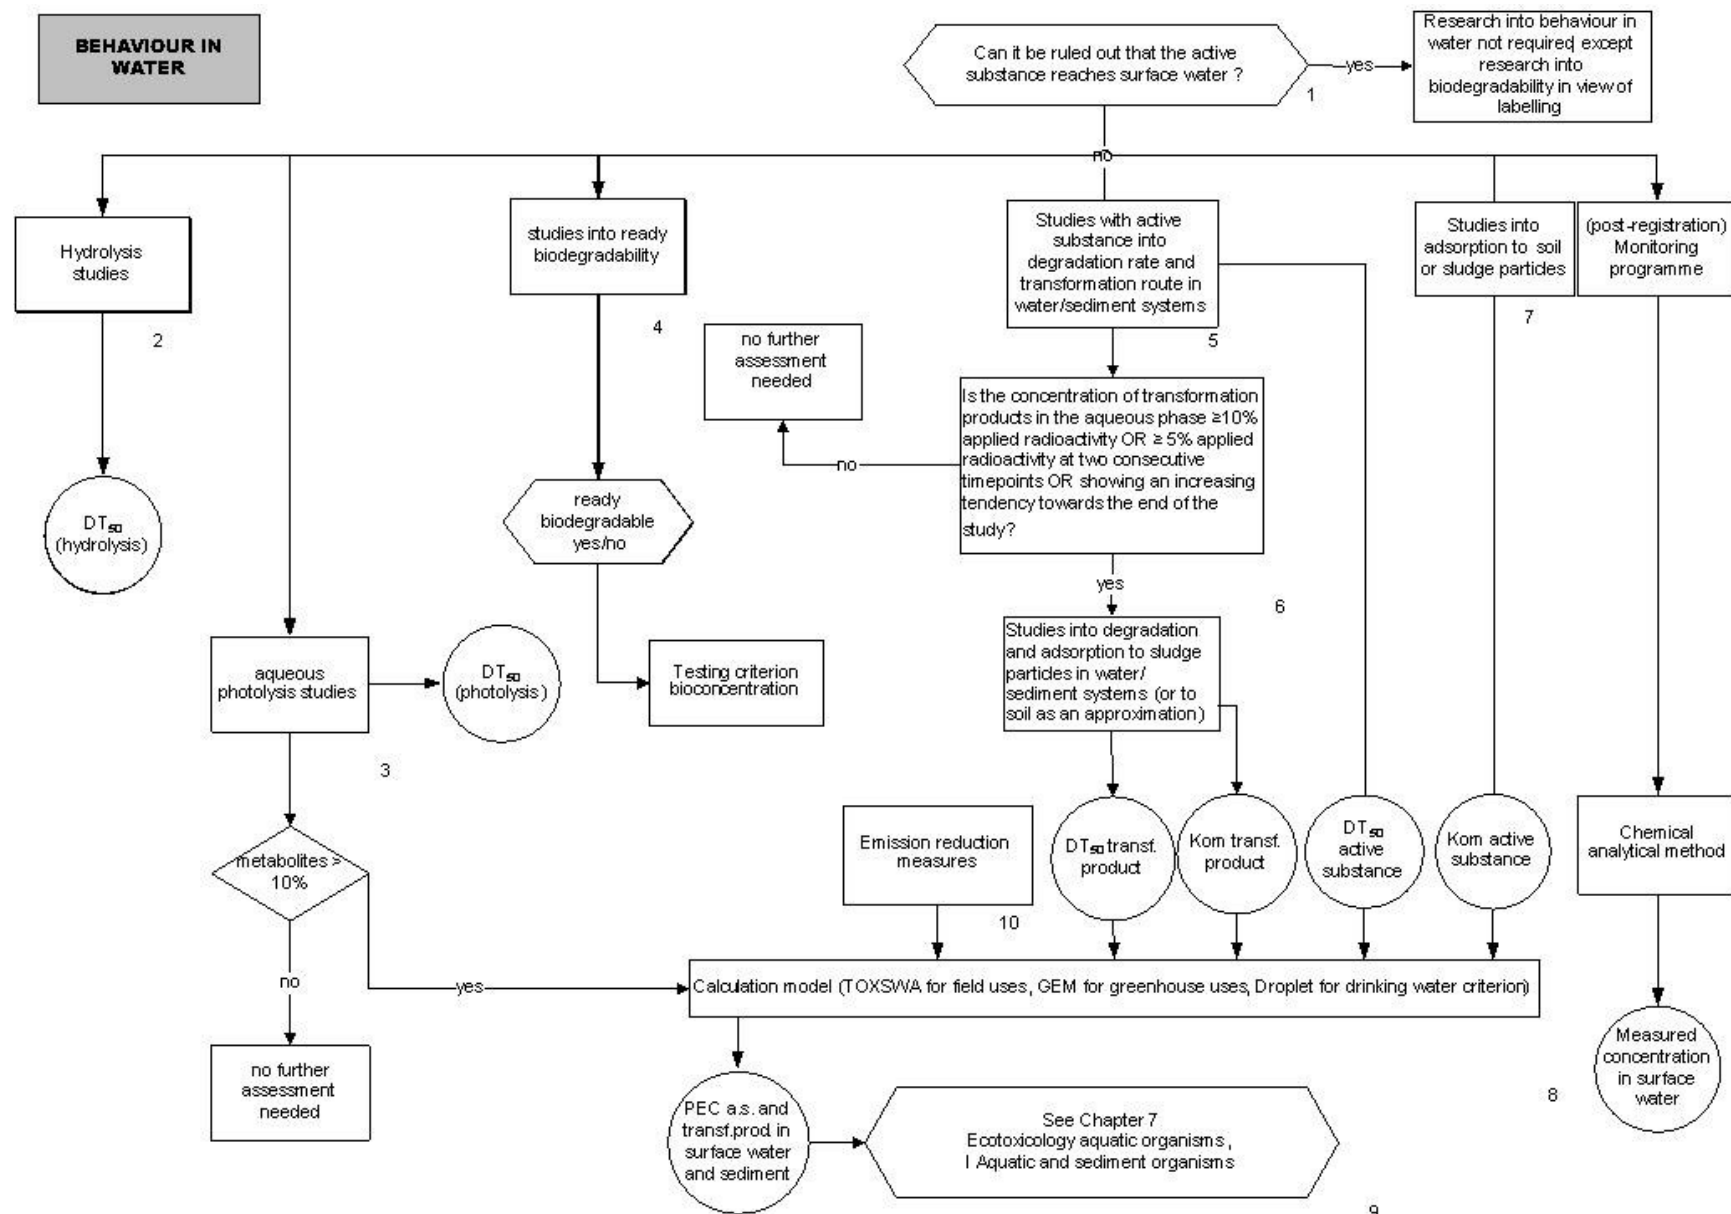 BEHAVIOUR IN
WATER
Can it be ruled out that the active
substance reaches surface water ?
yes
1
Research into behaviour in
water not required, except
research into
biodegradability in view of
labelling
no
Hydrolysis
studies
2
studies into ready
biodegradability
4
Studies with active
substance into
degradation rate and
transformation route in
water/sediment systems
5
Studies into
adsorption to soil
or sludge particles
7
(post-registration)
Monitoring
programme
no further
assessment
needed
Is the concentration of transformation
products in the aqueous phase ≥10%
applied radioactivity OR ≥ 5% applied
radioactivity at two consecutive
timepoints OR showing an increasing
tendency towards the end of the
study?
no
yes
6
DT50
(hydrolysis)
ready
biodegradable
yes/no
aqueous
photolysis studies
3
DT50
(photolysis)
Testing criterion
bioconcentration
Studies into degradation
and adsorption to sludge
particles in water/
sediment systems (or to
soil as an approximation)
metabolites >
10%
Emission reduction
measures
10
DT50 transf.
product
Kom transf.
product
DT50
active
substance
Kom active
substance
Chemical
analytical method
no
yes
Calculation model (TOXSWA for field uses, GEM for greenhouse uses, Droplet for drinking water criterion)
no further
assessment
needed
PEC a.s. and
transf.prod. in
surface water
and sediment
See Chapter 7
Ecotoxicology aquatic organisms ,
I Aquatic and sediment organisms
9
8
Measured
concentration
in surface
water